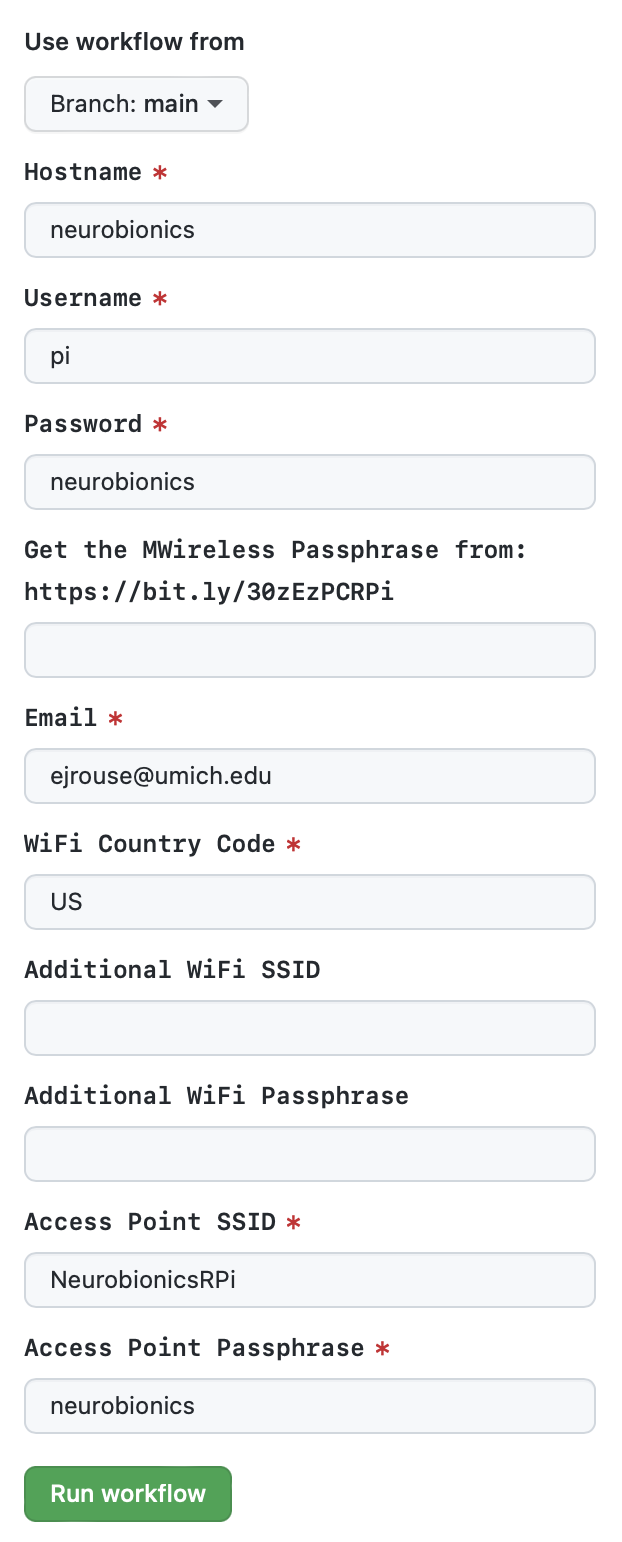 Use workflow from
Branch: main
Hostname *
neurobionics
Username *
pi
Password *
neurobionics
Get the MWireless Passphrase from:
https://bit.ly/30zEzPCRPi
Email *
ejrouse@umich.edu
WiFi Country Code *
US
Additional WiFi SSID
Additional WiFi Passphrase
Access Point SSID *
NeurobionicsRPi
Access Point Passphrase *
neurobionics
Run workflow